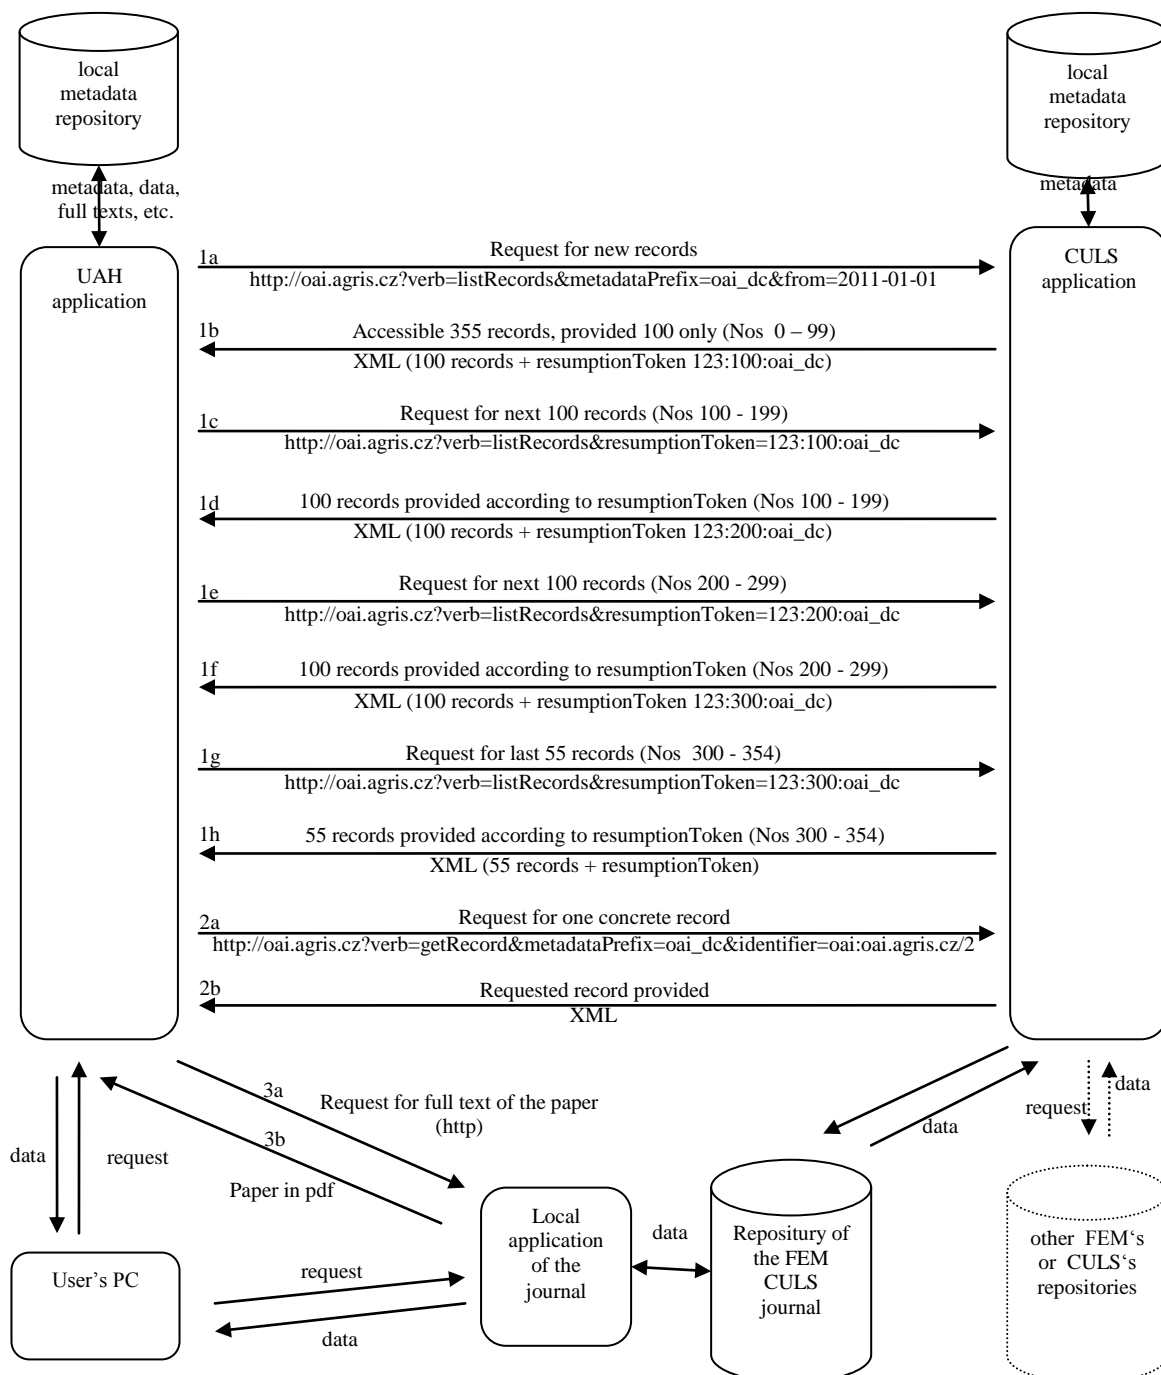 local
metadata
repository
local
metadata
repository
metadata, data,
full texts, etc.
metadata
UAH
application
CULS
application
1a
Request for new records
http://oai.agris.cz?verb=listRecords&metadataPrefix=oai_dc&from=2011-01-01
1b
Accessible 355 records, provided 100 only (Nos  0 – 99)
XML (100 records + resumptionToken 123:100:oai_dc)
1c
Request for next 100 records (Nos 100 - 199)
http://oai.agris.cz?verb=listRecords&resumptionToken=123:100:oai_dc
1d
100 records provided according to resumptionToken (Nos 100 - 199)
XML (100 records + resumptionToken 123:200:oai_dc)
1e
Request for next 100 records (Nos 200 - 299)
http://oai.agris.cz?verb=listRecords&resumptionToken=123:200:oai_dc
1f
100 records provided according to resumptionToken (Nos 200 - 299)
XML (100 records + resumptionToken 123:300:oai_dc)
1g
Request for last 55 records (Nos  300 - 354)
http://oai.agris.cz?verb=listRecords&resumptionToken=123:300:oai_dc
1h
55 records provided according to resumptionToken (Nos 300 - 354)
XML (55 records + resumptionToken)
2a
Request for one concrete record
http://oai.agris.cz?verb=getRecord&metadataPrefix=oai_dc&identifier=oai:oai.agris.cz/2
2b
Requested record provided
XML
3a
Request for full text of the paper
(http)
3b
Paper in pdf
data
request
data
request
data
User's PC
request
data
Local
application
of the
journal
data
Repository of
the FEM
CULS
journal
other  FEM‘s
or  CULS‘s
repositories